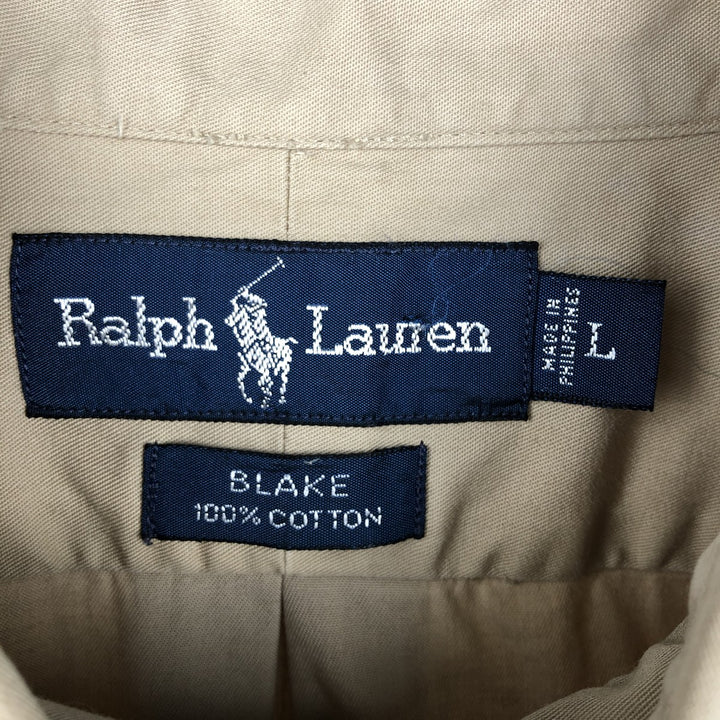 Ralph Lauren
MADE IN
PHILIPPINES
L
BLAKE
100% COTTON